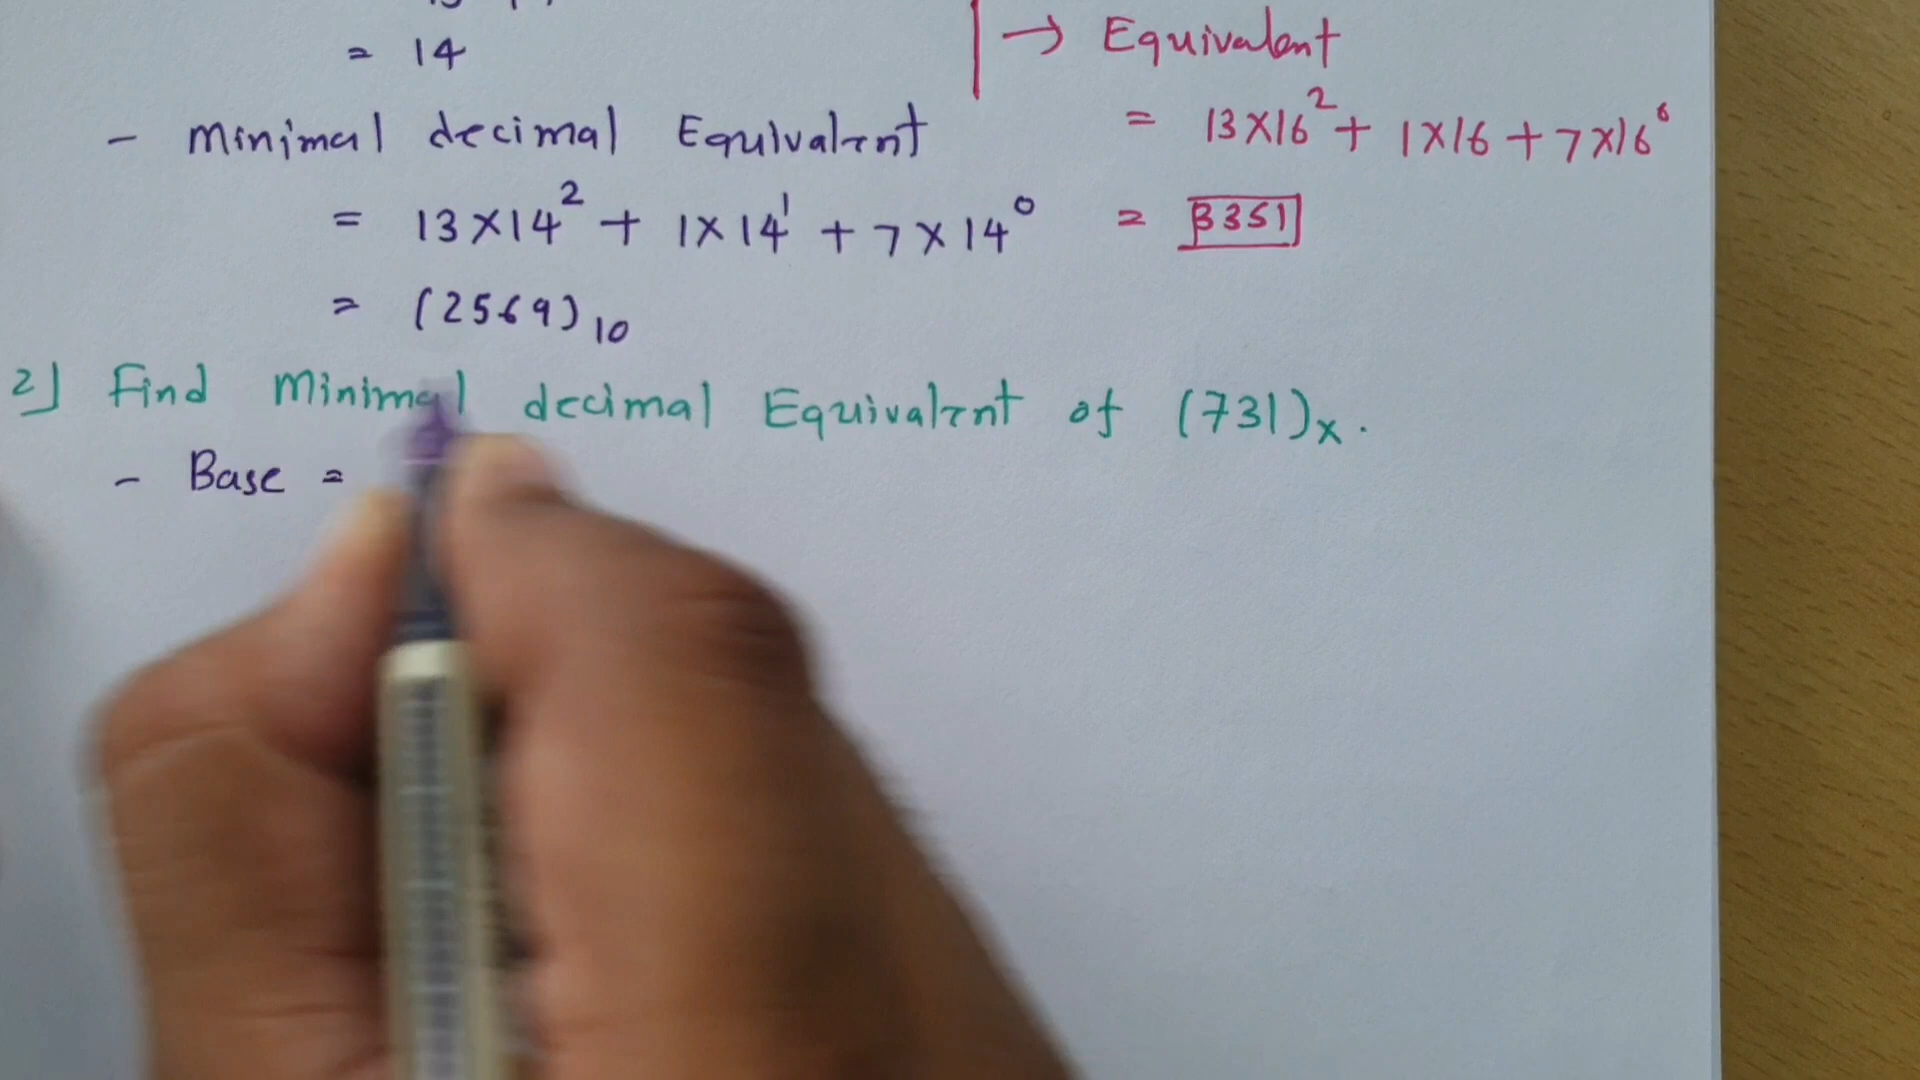 = 14
- Minimal decimal Equivalent
= 13×14² + 1×14¹ + 7×14⁰
= (2569)₁₀
→ Equivalent
= 13×16² + 1×16 + 7×16⁰
= 3351
2) Find Minimal decimal Equivalent of (731)ₓ.
- Base =